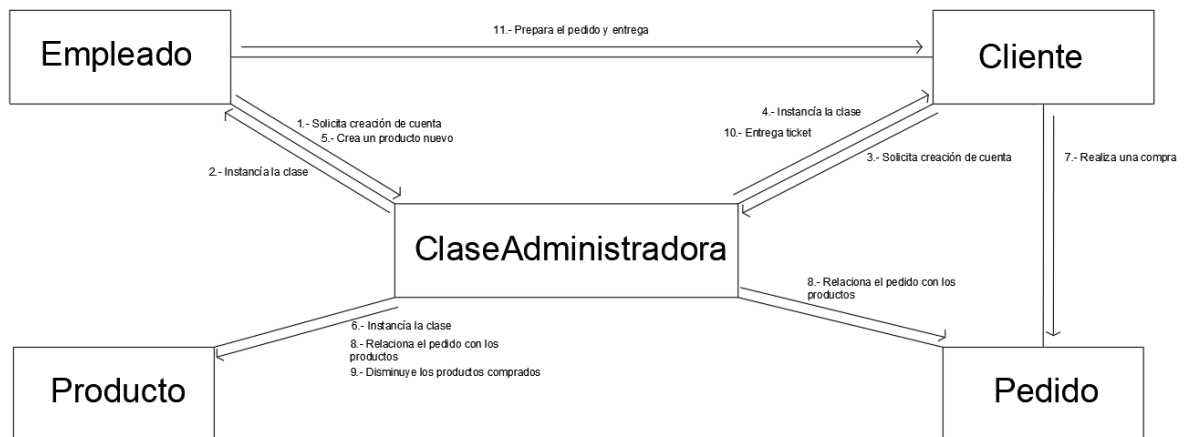 11.- Prepara el pedido y entrega
Empleado
Cliente
1.- Solicita creación de cuenta
5.- Crea un producto nuevo
2.- Instancía la clase
4.- Instancía la clase
10.- Entrega ticket
3.- Solicita creación de cuenta
7.- Realiza una compra
ClaseAdministradora
8.- Relaciona el pedido con los
productos
6.- Instancía la clase
8.- Relaciona el pedido con los
productos
9.- Disminuye los productos comprados
Producto
Pedido